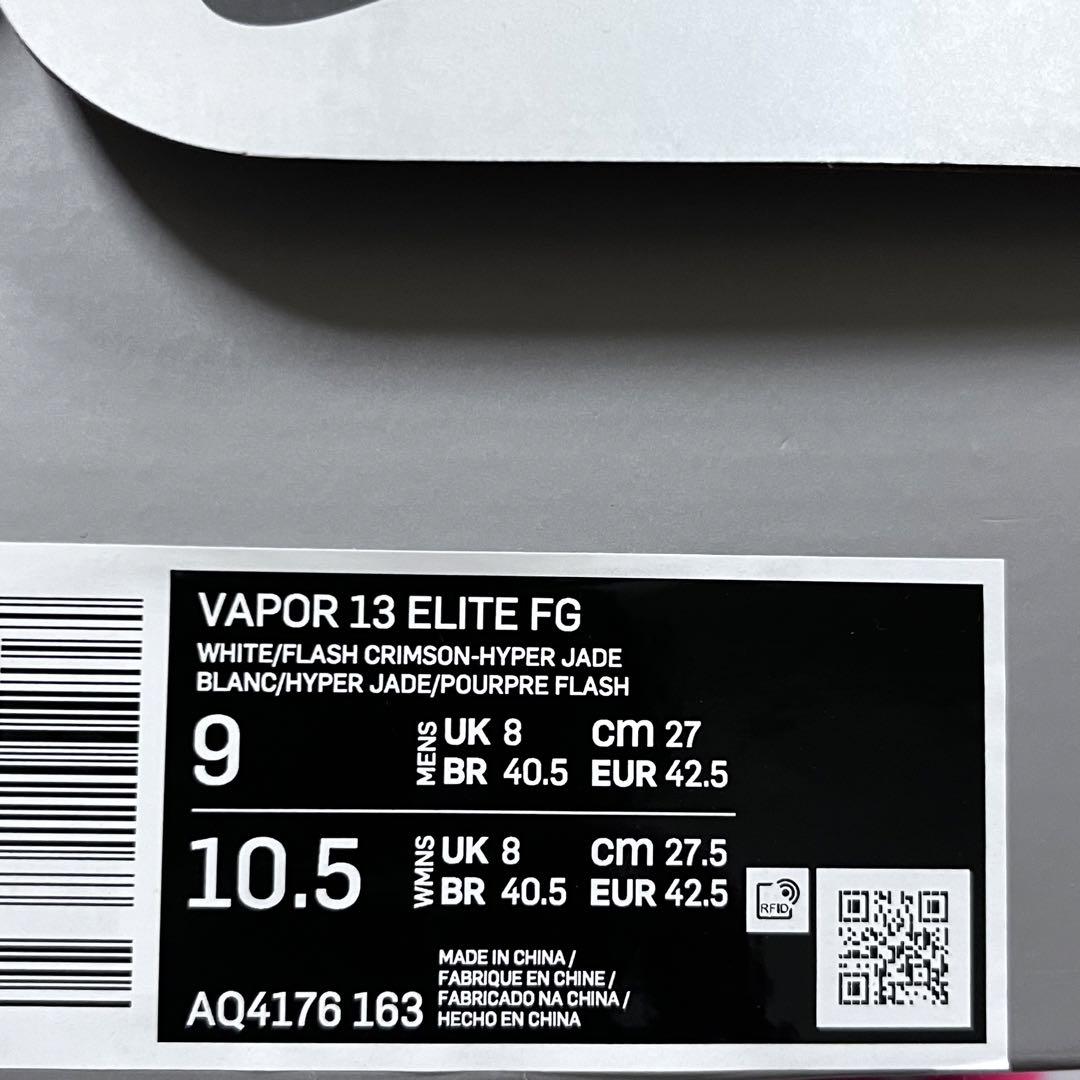 VAPOR 13 ELITE FG
WHITE/FLASH CRIMSON-HYPER JADE
BLANC/HYPER JADE/POURPRE FLASH
9 MENS UK 8 cm 27
BR 40.5 EUR 42.5
10.5 WMNS UK 8 cm 27.5
BR 40.5 EUR 42.5
RFID
MADE IN CHINA /
FABRIQUE EN CHINE /
FABRICADO NA CHINA /
HECHO EN CHINA
AQ4176 163